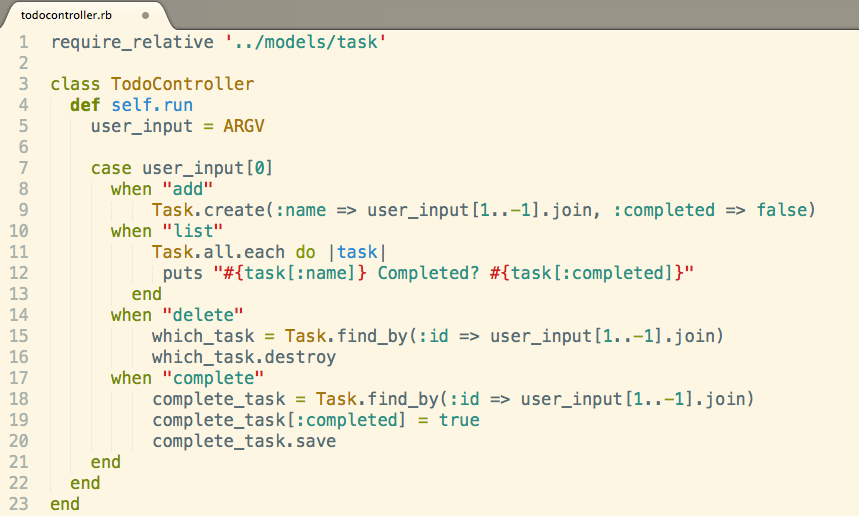 todocontroller.rb
1 require_relative '../models/task'
2
3 class TodoController
4   def self.run
5     user_input = ARGV
6
7     case user_input[0]
8       when "add"
9           Task.create(:name => user_input[1..-1].join, :completed => false)
10       when "list"
11           Task.all.each do |task|
12            puts "#{task[:name]} Completed? #{task[:completed]}"
13         end
14       when "delete"
15           which_task = Task.find_by(:id => user_input[1..-1].join)
16           which_task.destroy
17       when "complete"
18           complete_task = Task.find_by(:id => user_input[1..-1].join)
19           complete_task[:completed] = true
20           complete_task.save
21     end
22   end
23 end